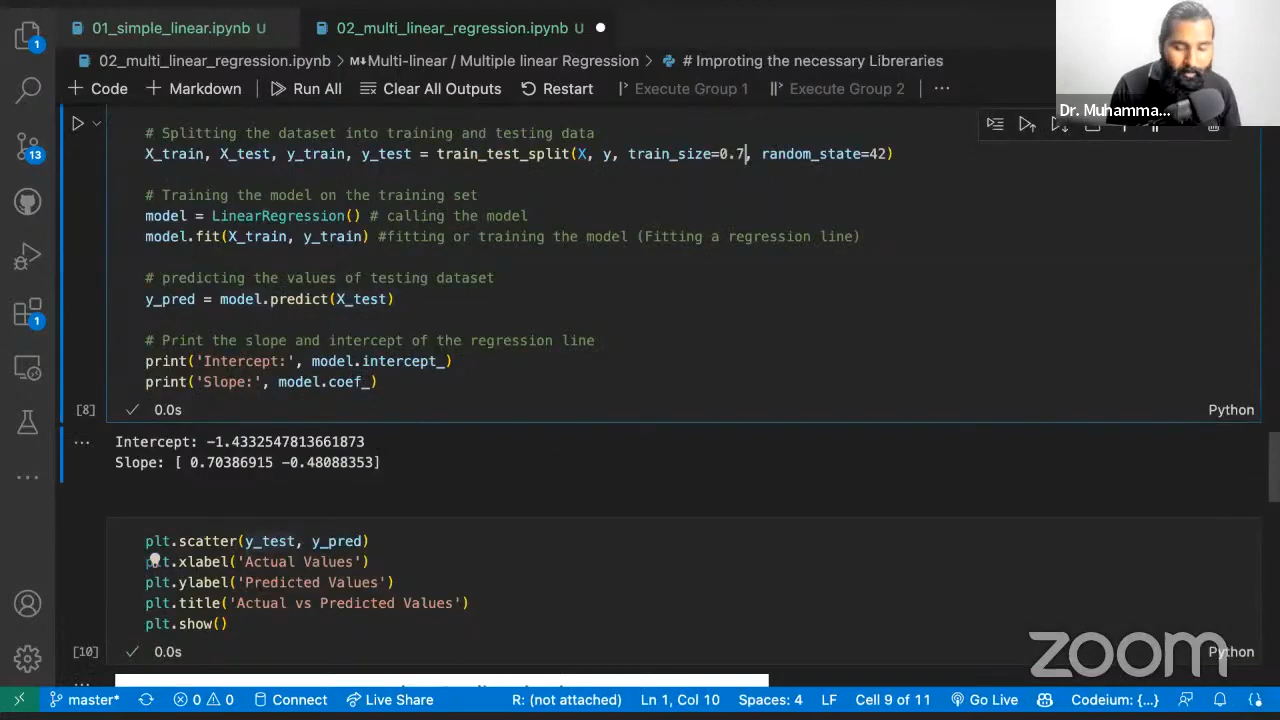 01_simple_linear.ipynb U
02_multi_linear_regression.ipynb U
02_multi_linear_regression.ipynb > M↓Multi-linear / Multiple linear Regression > # Improting the necessary Libreraries
+ Code + Markdown Run All Clear All Outputs Restart Execute Group 1 Execute Group 2 ...
Dr. Muhamma...
1
13
1
# Splitting the dataset into training and testing data
X_train, X_test, y_train, y_test = train_test_split(X, y, train_size=0.7, random_state=42)
# Training the model on the training set
model = LinearRegression() # calling the model
model.fit(X_train, y_train) #fitting or training the model (Fitting a regression line)
# predicting the values of testing dataset
y_pred = model.predict(X_test)
# Print the slope and intercept of the regression line
print('Intercept:', model.intercept_)
print('Slope:', model.coef_)
[8] 0.0s Python
Intercept: -1.4332547813661873
Slope: [ 0.70386915 -0.48088353]
plt.scatter(y_test, y_pred)
plt.xlabel('Actual Values')
plt.ylabel('Predicted Values')
plt.title('Actual vs Predicted Values')
plt.show()
[10] 0.0s Python
zoom
master* 0 0 Connect Live Share R: (not attached) Ln 1, Col 10 Spaces: 4 LF Cell 9 of 11 Go Live Codeium: {...}